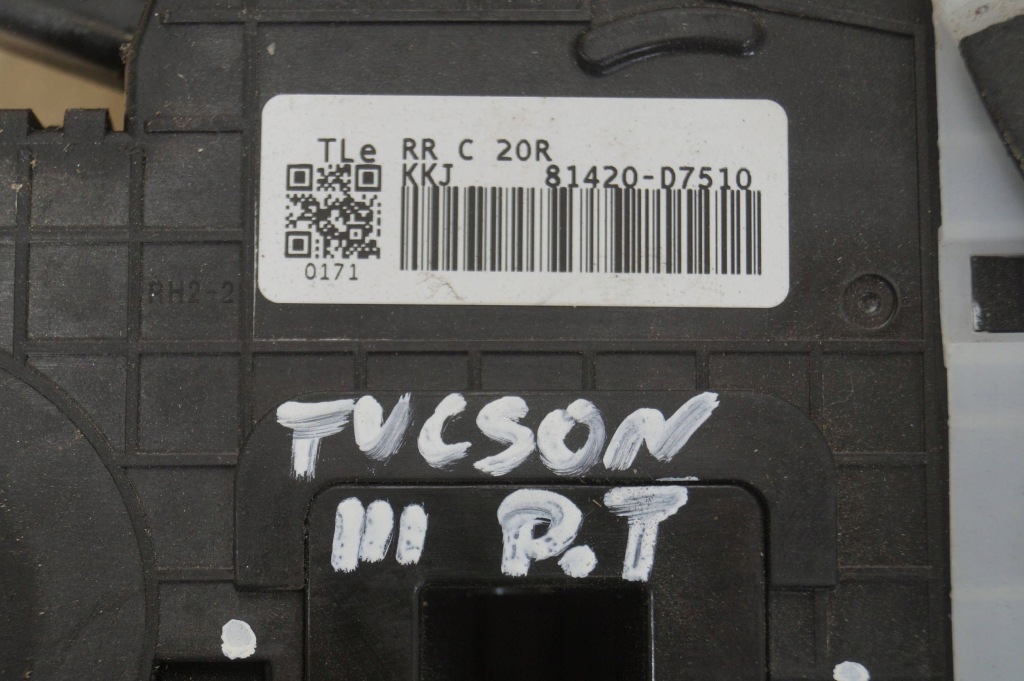 TLe RR C 20R
KKJ 81420-D7510
0171
RH2-2
TUCSON
III P.T